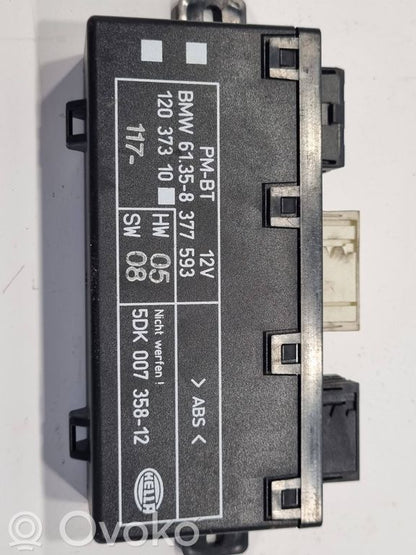 PM-BT 12V
BMW 61.35-8 377 593
120 373 10
117-
HW 05
SW 08
Nicht werfen !
5DK 007 358-12
> ABS <
HELLA
OVOKO